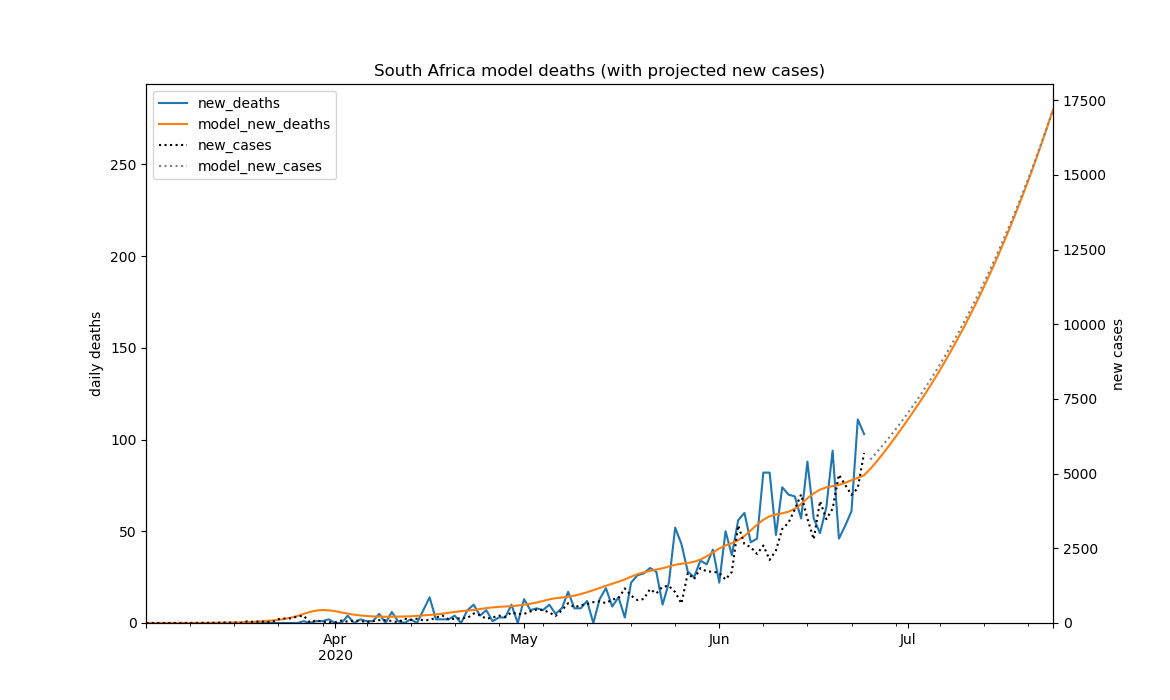 South Africa model deaths (with projected new cases)
new_deaths
model_new_deaths
new_cases
model_new_cases
daily deaths
250
200
150
100
50
0
17500
15000
12500
10000
7500
5000
2500
0
new cases
Apr
2020
May
Jun
Jul